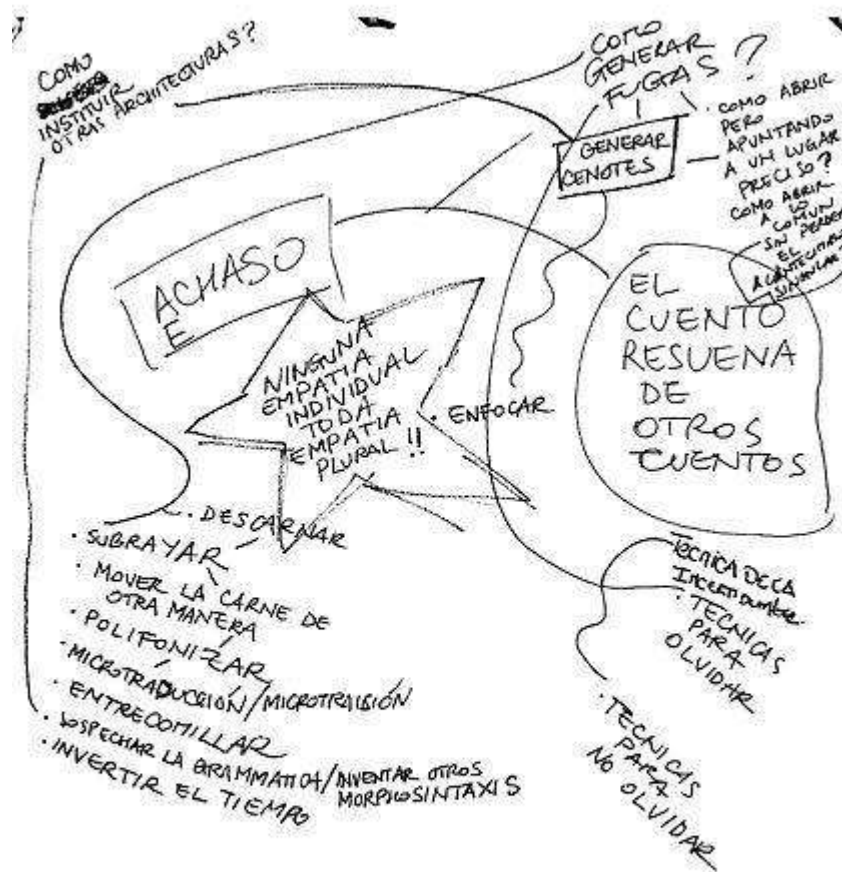 COMO
INSTITUIR
OTRAS ARCHITECTURAS?
COMO
GENERAR
FUGAS?
GENERAR
CENOTES
· COMO ABRIR
PERO
APUNTANDO
A UN LUGAR
PRECISO?
COMO ABRIR
A LO
COMUN
SIN PERDER
EL
SINGULAR
ACHASO
E
NINGUNA
EMPATIA
INDIVIDUAL
TODA
EMPATIA
PLURAL!!
· ENFOCAR
EL
CUENTO
RESUENA
DE
OTROS
CUENTOS
· DESCARNAR
· SUBRAYAR
· MOVER LA CARNE DE
OTRA MANERA
· POLIFONIZAR
· MICROTRADUCCIÓN/MICROTRAICIÓN
· ENTRECOMILLAR
· SOSPECHAR LA GRAMMATICA/INVENTAR OTROS
MORPHOSINTAXIS
· INVERTIR EL TIEMPO
TECNICA DE LA
· TECNICAS
PARA
OLVIDAR
· TECNICAS
PARA
NO OLVIDAR